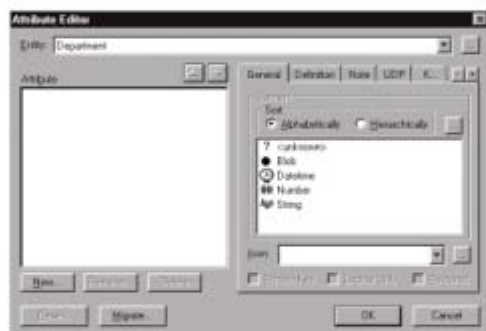 Attribute Editor
Entity: Department
Attribute
General Definition Note UDP K...
Sort
Alphabetically Hierarchically
? <unknown>
Blob
Datetime
Number
String
Icon:
New...
Migrate...
OK Cancel